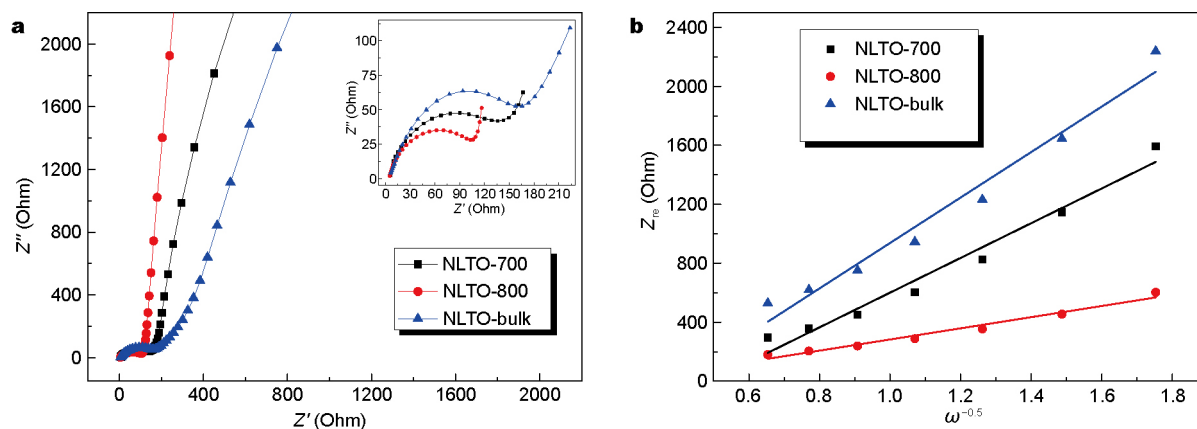 a
Z″ (Ohm)
2000
1600
1200
800
400
0
0 400 800 1200 1600 2000
Z′ (Ohm)
Z″ (Ohm)
100
75
50
25
0
0 30 60 90 120 150 180 210
Z′ (Ohm)
NLTO-700
NLTO-800
NLTO-bulk
b
Z re (Ohm)
2400
2000
1600
1200
800
400
0
0.6 0.8 1.0 1.2 1.4 1.6 1.8
ω−0.5
NLTO-700
NLTO-800
NLTO-bulk